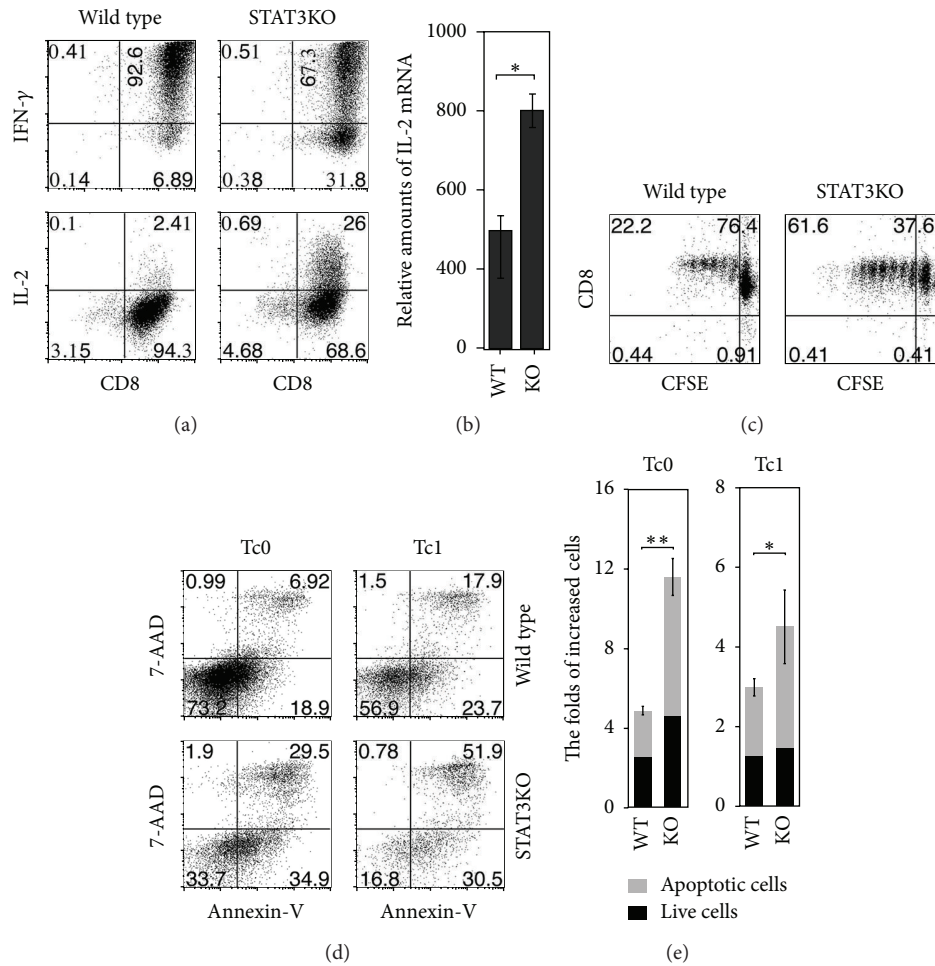 Wild type STAT3KO
IFN-γ
0.41 92.6 0.51 67.3
0.14 6.89 0.38 31.8
IL-2
0.1 2.41 0.69 26
3.15 94.3 4.68 68.6
CD8 CD8
(a)
Relative amounts of IL-2 mRNA
1000
800
600
400
200
0
*
WT KO
(b)
Wild type STAT3KO
CD8
22.2 76.4 61.6 37.6
0.44 0.91 0.41 0.41
CFSE CFSE
(c)
Tc0 Tc1
7-AAD
0.99 6.92 1.5 17.9
73.2 18.9 56.9 23.7
Wild type
7-AAD
1.9 29.5 0.78 51.9
33.7 34.9 16.8 30.5
STAT3KO
Annexin-V Annexin-V
(d)
Tc0 Tc1
The folds of increased cells
16
12
8
4
0
**
WT KO
8
6
4
2
0
*
WT KO
Apoptotic cells
Live cells
(e)